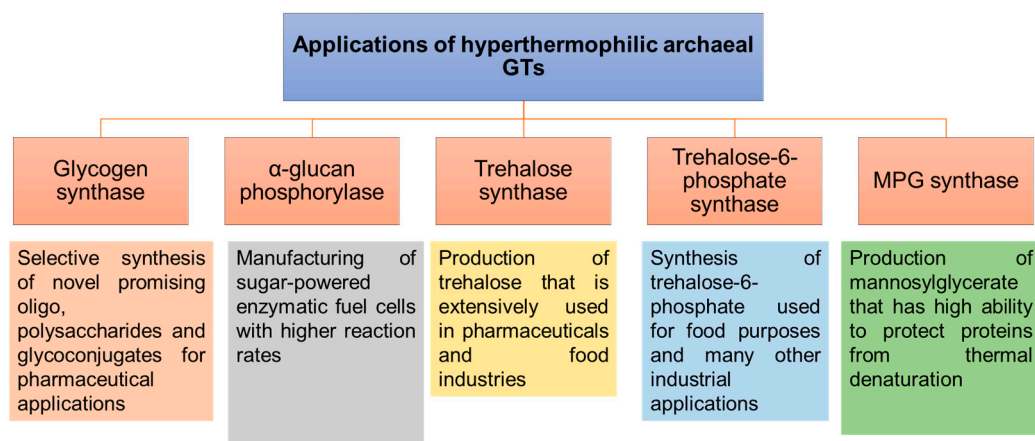 Applications of hyperthermophilic archaeal
GTs
Glycogen
synthase
α-glucan
phosphorylase
Trehalose
synthase
Trehalose-6-
phosphate
synthase
MPG synthase
Selective synthesis
of novel promising
oligo,
polysaccharides and
glycoconjugates for
pharmaceutical
applications
Manufacturing of
sugar-powered
enzymatic fuel cells
with higher reaction
rates
Production of
trehalose that is
extensively used
in pharmaceuticals
and food
industries
Synthesis of
trehalose-6-
phosphate used
for food purposes
and many other
industrial
applications
Production of
mannosylglycerate
that has high ability
to protect proteins
from thermal
denaturation